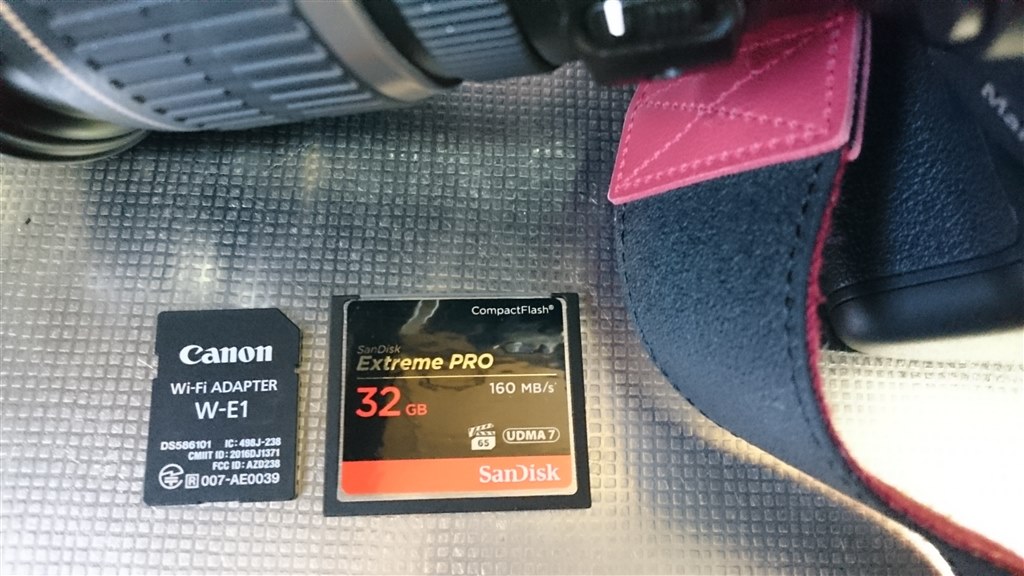 Canon
Wi-Fi ADAPTER
W-E1
DS586101 IC: 498J-238
CMIIT ID: 2016DJ1371
FCC ID: AZD238
R 007-AE0039
CompactFlash®
SanDisk
Extreme PRO
160 MB/s
32 GB
65
UDMA 7
SanDisk